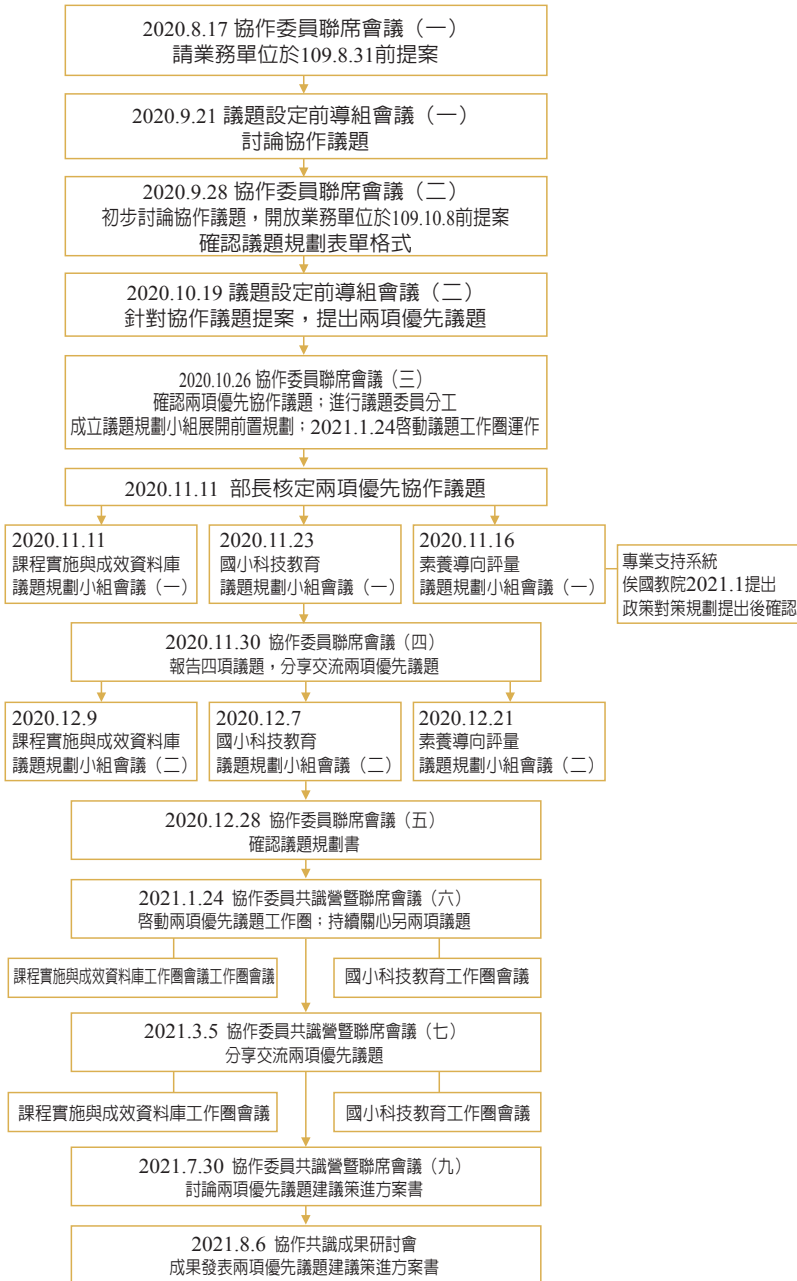 2020.8.17 協作委員聯席會議（一）
請業務單位於109.8.31前提案
2020.9.21 議題設定前導組會議（一）
討論協作議題
2020.9.28 協作委員聯席會議（二）
初步討論協作議題，開放業務單位於109.10.8前提案
確認議題規劃表單格式
2020.10.19 議題設定前導組會議（二）
針對協作議題提案，提出兩項優先議題
2020.10.26 協作委員聯席會議（三）
確認兩項優先協作議題；進行議題委員分工
成立議題規劃小組展開前置規劃；2021.1.24啓動議題工作圈運作
2020.11.11 部長核定兩項優先協作議題
2020.11.11
課程實施與成效資料庫
議題規劃小組會議（一）
2020.11.23
國小科技教育
議題規劃小組會議（一）
2020.11.16
素養導向評量
議題規劃小組會議（一）
專業支持系統
俟國教院2021.1提出
政策對策規劃提出後確認
2020.11.30 協作委員聯席會議（四）
報告四項議題，分享交流兩項優先議題
2020.12.9
課程實施與成效資料庫
議題規劃小組會議（二）
2020.12.7
國小科技教育
議題規劃小組會議（二）
2020.12.21
素養導向評量
議題規劃小組會議（二）
2020.12.28 協作委員聯席會議（五）
確認議題規劃書
2021.1.24 協作委員共識營暨聯席會議（六）
啓動兩項優先議題工作圈；持續關心另兩項議題
課程實施與成效資料庫工作圈會議工作圈會議
國小科技教育工作圈會議
2021.3.5 協作委員共識營暨聯席會議（七）
分享交流兩項優先議題
課程實施與成效資料庫工作圈會議
國小科技教育工作圈會議
2021.7.30 協作委員共識營暨聯席會議（九）
討論兩項優先議題建議策進方案書
2021.8.6 協作共識成果研討會
成果發表兩項優先議題建議策進方案書